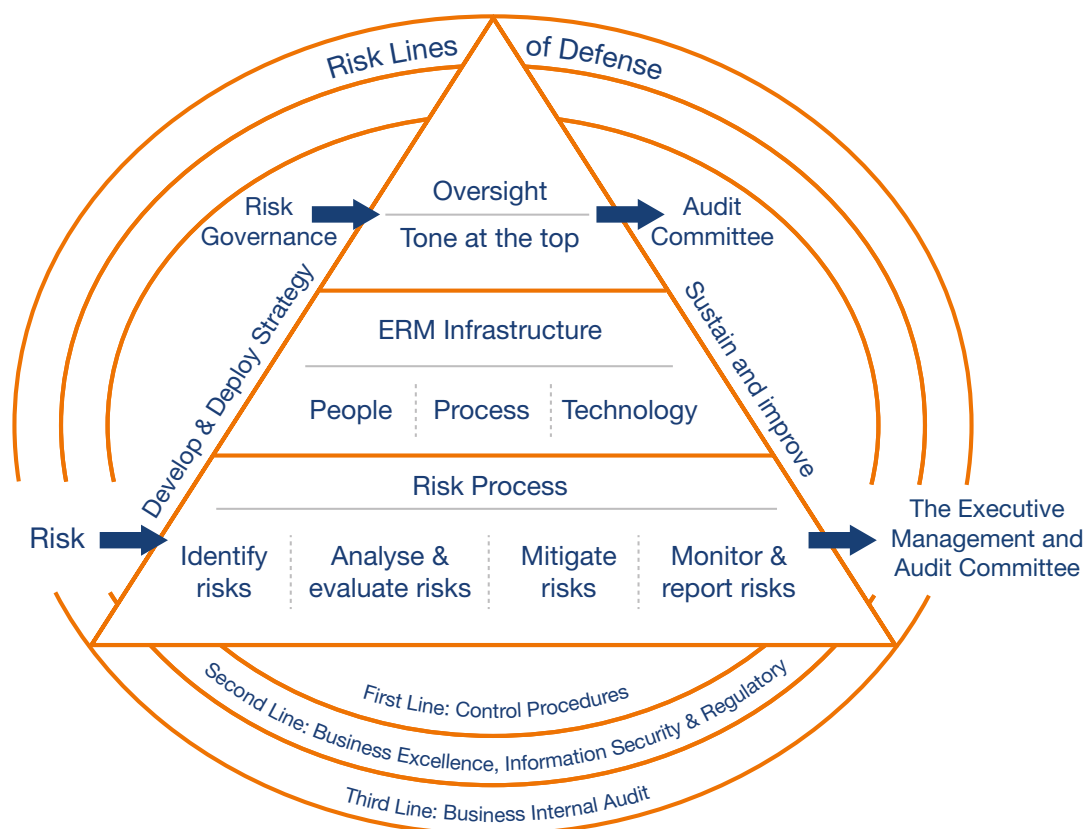 Risk Lines of Defense
Risk
Governance
Oversight
Tone at the top
Audit
Committee
Develop & Deploy Strategy
Sustain and improve
ERM Infrastructure
People
Process
Technology
Risk Process
Risk
Identify
risks
Analyse &
evaluate risks
Mitigate
risks
Monitor &
report risks
The Executive
Management and
Audit Committee
First Line: Control Procedures
Second Line: Business Excellence, Information Security & Regulatory
Third Line: Business Internal Audit